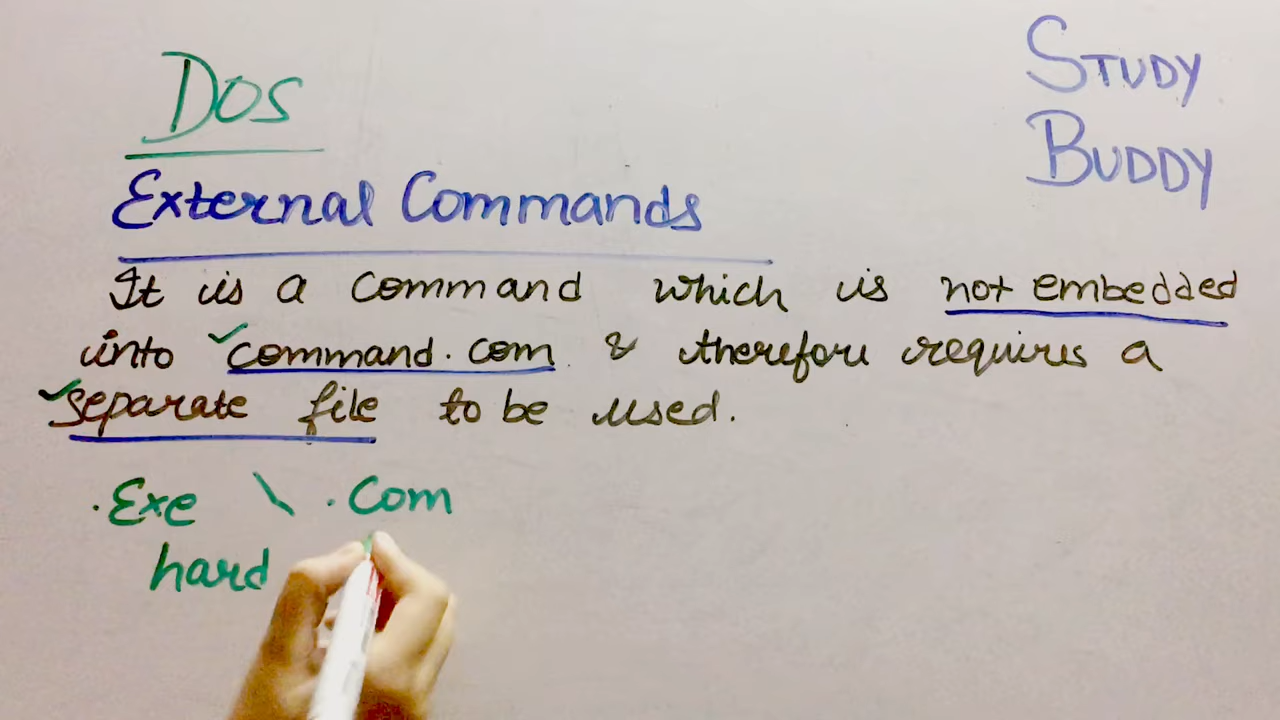 DOS
STUDY
BUDDY
External Commands
It is a command which is not embedded
into command.com & therefore requires a
separate file to be used.
.Exe \ .Com
hard